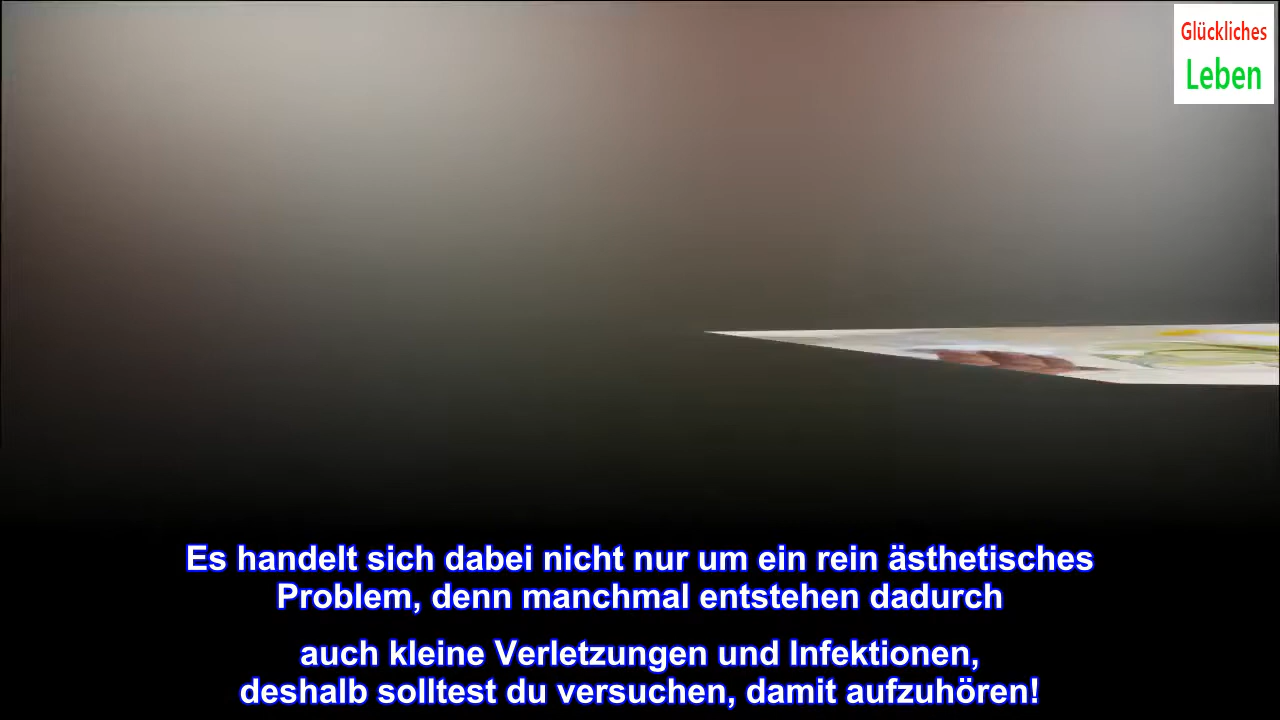 Glückliches
Leben
Es handelt sich dabei nicht nur um ein rein ästhetisches
Problem, denn manchmal entstehen dadurch
auch kleine Verletzungen und Infektionen,
deshalb solltest du versuchen, damit aufzuhören!